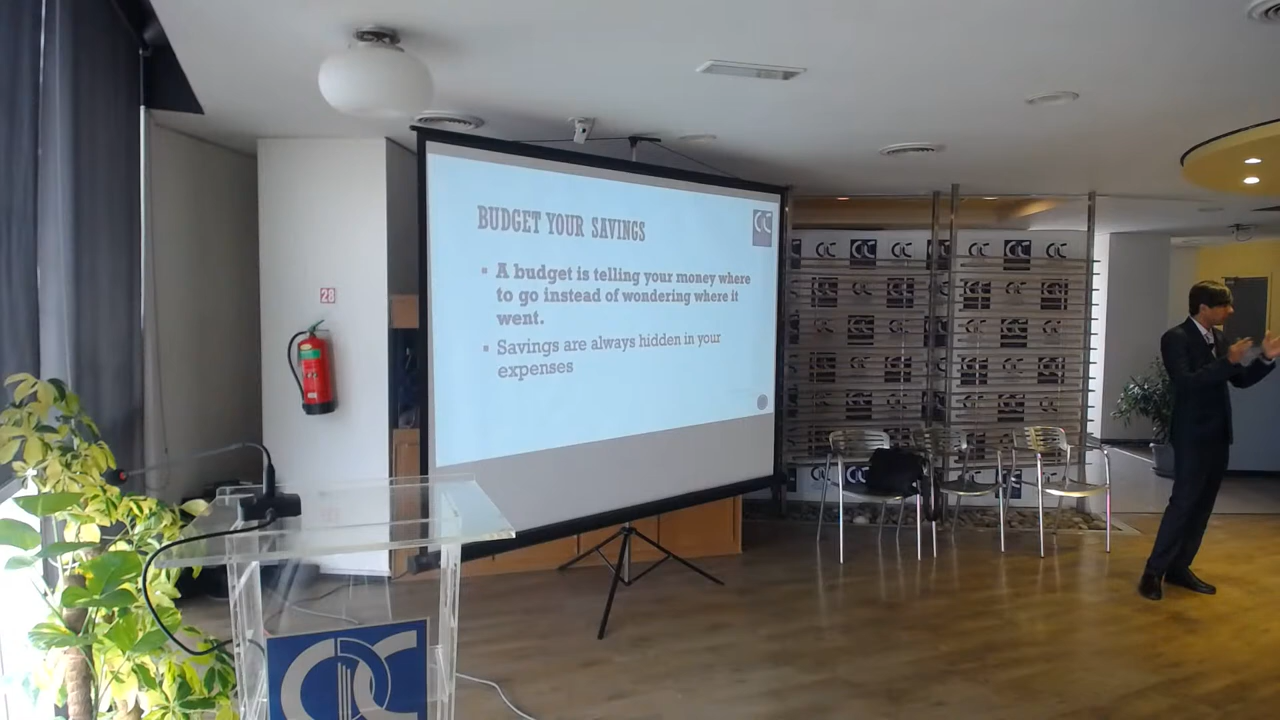 BUDGET YOUR SAVINGS
▪ A budget is telling your money where
to go instead of wondering where it
went.
▪ Savings are always hidden in your
expenses
28